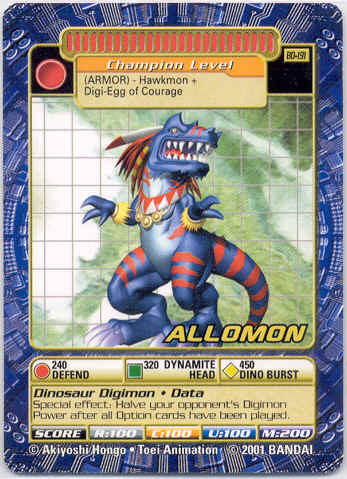 Champion Level
BO-191
(ARMOR) - Hawkmon +
Digi-Egg of Courage
ALLOMON
240 DEFEND
320 DYNAMITE HEAD
450 DINO BURST
Dinosaur Digimon • Data
Special effect: Halve your opponent's Digimon
Power after all Option cards have been played.
SCORE R:100 C:100 U:100 M:200
© Akiyoshi Hongo • Toei Animation © 2001 BANDAI